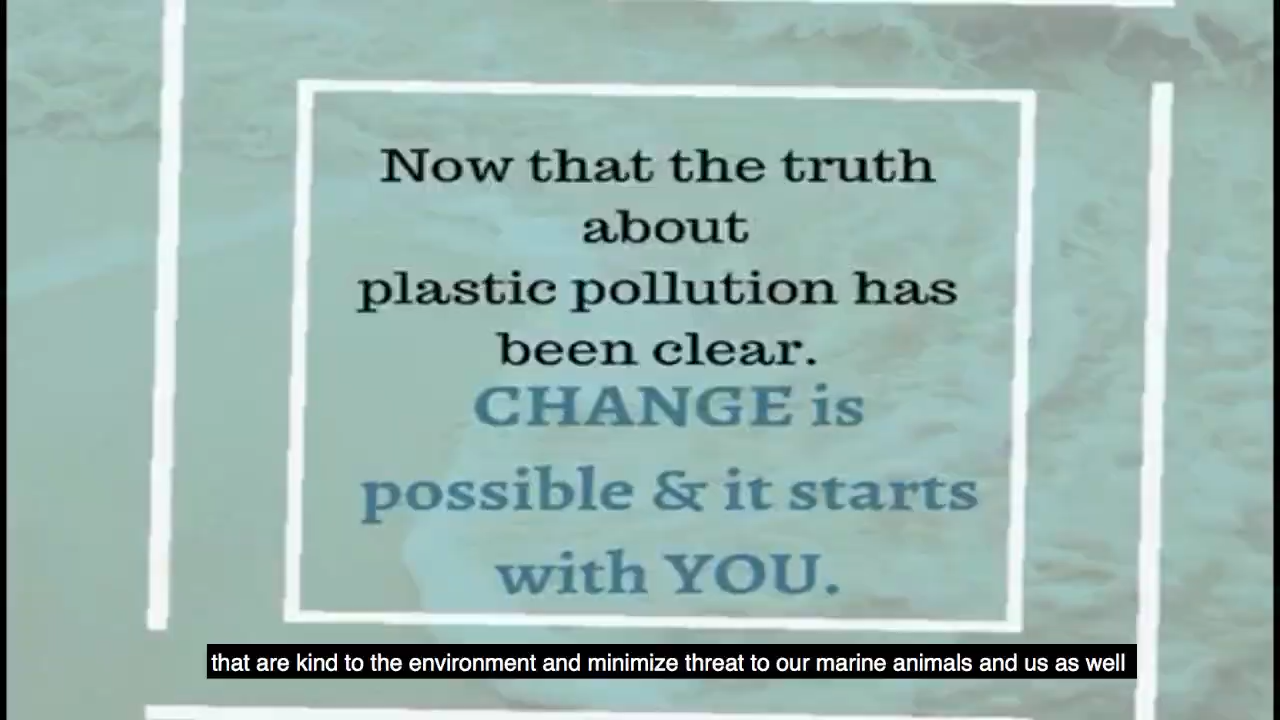 Now that the truth
about
plastic pollution has
been clear.
CHANGE is
possible & it starts
with YOU.
that are kind to the environment and minimize threat to our marine animals and us as well